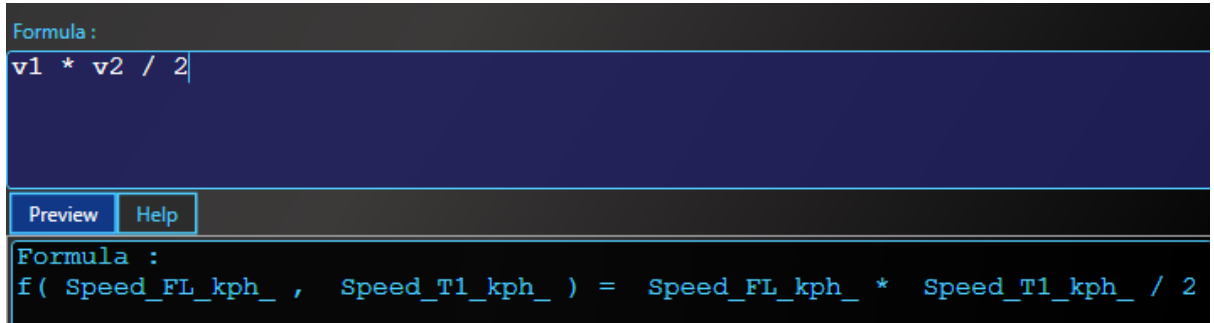 Formula :
v1 * v2 / 2
Preview Help
Formula :
f( Speed_FL_kph_ , Speed_T1_kph_ ) = Speed_FL_kph_ * Speed_T1_kph_ / 2